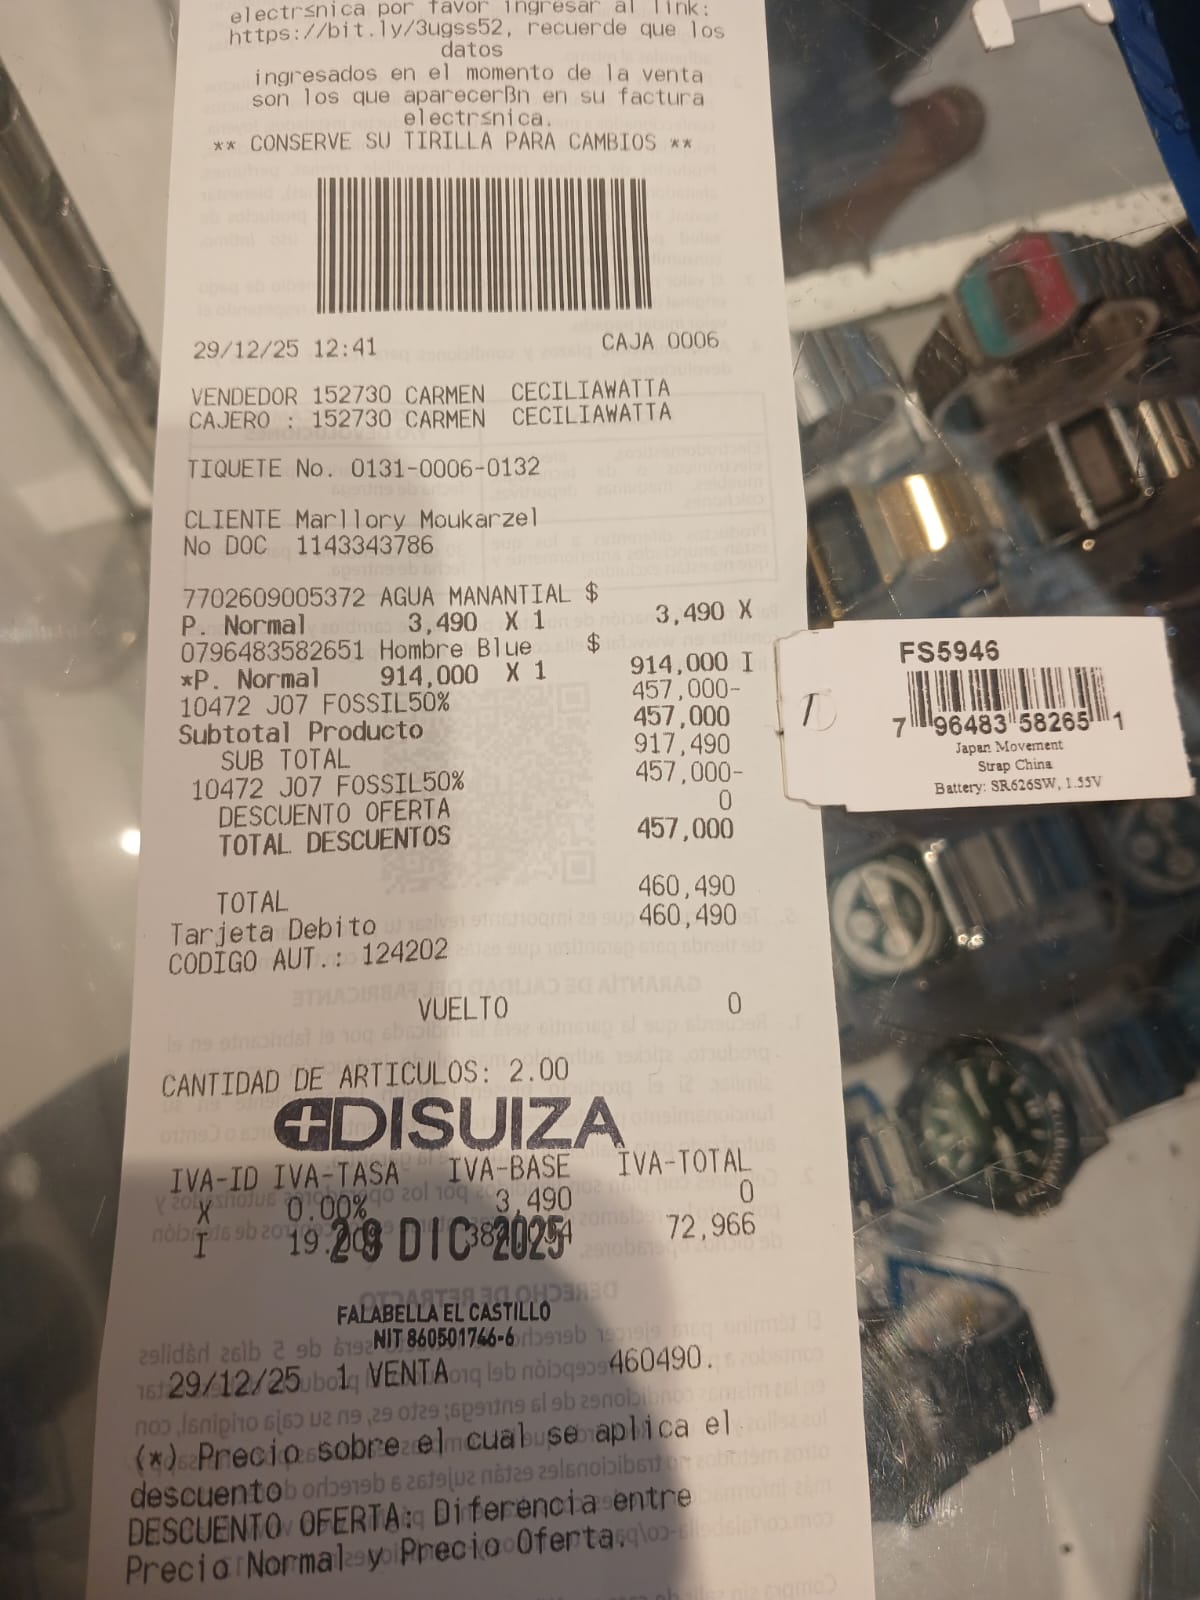 electr≤nica por favor ingresar al link:
https://bit.ly/3ugss52, recuerde que los
datos
ingresados en el momento de la venta
son los que aparecerßn en su factura
electr≤nica.
** CONSERVE SU TIRILLA PARA CAMBIOS **
29/12/25 12:41 CAJA 0006
VENDEDOR 152730 CARMEN CECILIAWATTA
CAJERO : 152730 CARMEN CECILIAWATTA
TIQUETE No. 0131-0006-0132
CLIENTE Marllory Moukarzel
No DOC 1143343786
7702609005372 AGUA MANANTIAL $
P. Normal 3,490 X 1 3,490 X
0796483582651 Hombre Blue $
*P. Normal 914,000 X 1 914,000 I
10472 J07 FOSSIL50% 457,000-
Subtotal Producto 457,000
SUB TOTAL 917,490
10472 J07 FOSSIL50% 457,000-
DESCUENTO OFERTA 0
TOTAL DESCUENTOS 457,000
TOTAL 460,490
Tarjeta Debito 460,490
CODIGO AUT.: 124202
VUELTO 0
CANTIDAD DE ARTICULOS: 2.00
DISUIZA
IVA-ID IVA-TASA IVA-BASE IVA-TOTAL
X 0.00% 3,490 0
I 72,966
29 DIC 2025
FALABELLA EL CASTILLO
NIT 860501746-6
29/12/25 1 VENTA 460490.
(*) Precio sobre el cual se aplica el
descuento
DESCUENTO OFERTA: Diferencia entre
Precio Normal y Precio Oferta.
FS5946
7 96483 58265 1
Japan Movement
Strap China
Battery: SR626SW, 1.55V